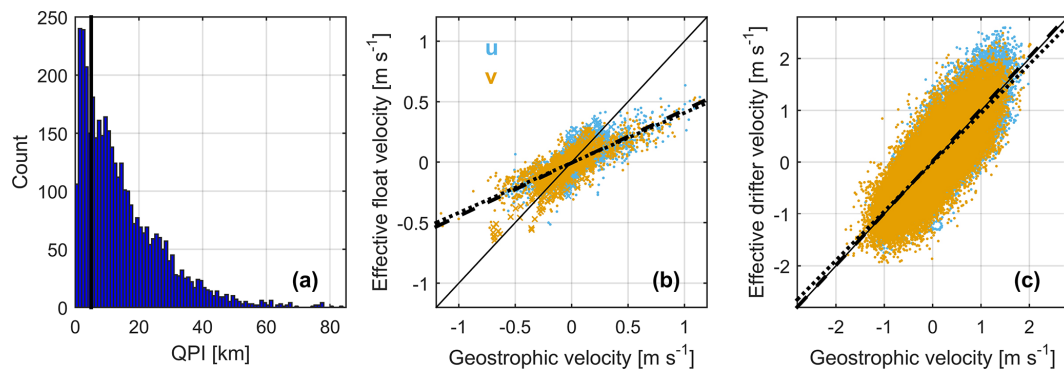 250
200
150
100
50
0
Count
0 20 40 60 80
QPI [km]
(a)
1
0.5
0
-0.5
-1
Effective float velocity [m s⁻¹]
u
v
-1 -0.5 0 0.5 1
Geostrophic velocity [m s⁻¹]
(b)
2
1
0
-1
-2
Effective drifter velocity [m s⁻¹]
-2 -1 0 1 2
Geostrophic velocity [m s⁻¹]
(c)